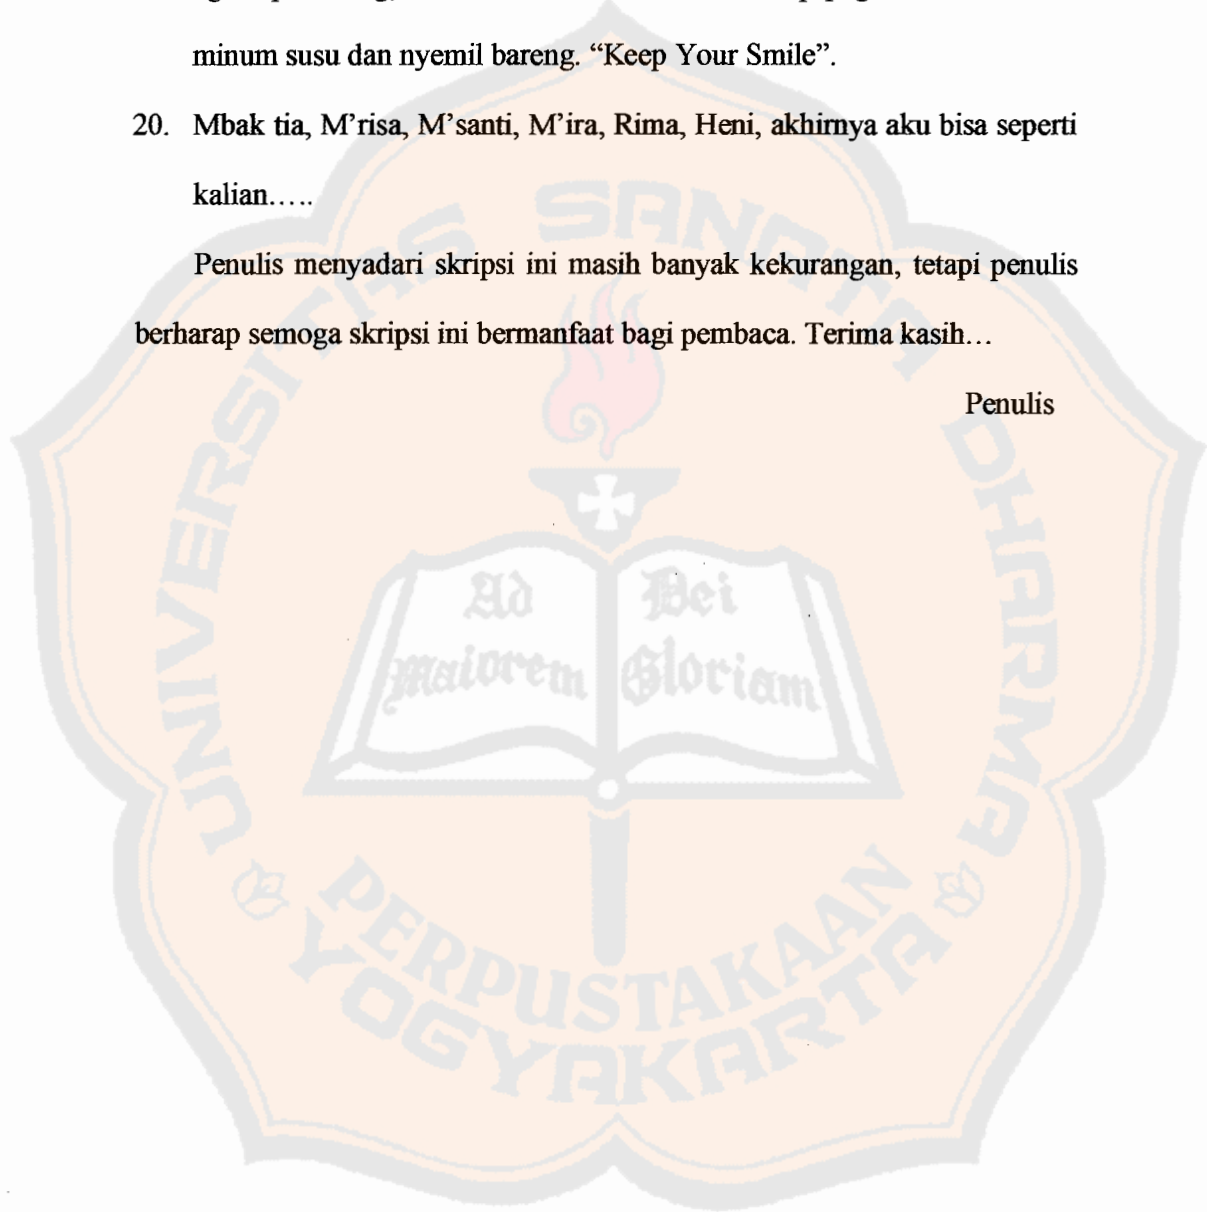 minum susu dan nyemil bareng. “Keep Your Smile”.
20. Mbak tia, M’risa, M’santi, M’ira, Rima, Heni, akhirnya aku bisa seperti
kalian.….
Penulis menyadari skripsi ini masih banyak kekurangan, tetapi penulis
berharap semoga skripsi ini bermanfaat bagi pembaca. Terima kasih…
Penulis
UNIVERSITAS SANATA DHARMA
Ad Dei
Maiorem Gloriam
PERPUSTAKAAN
YOGYAKARTA